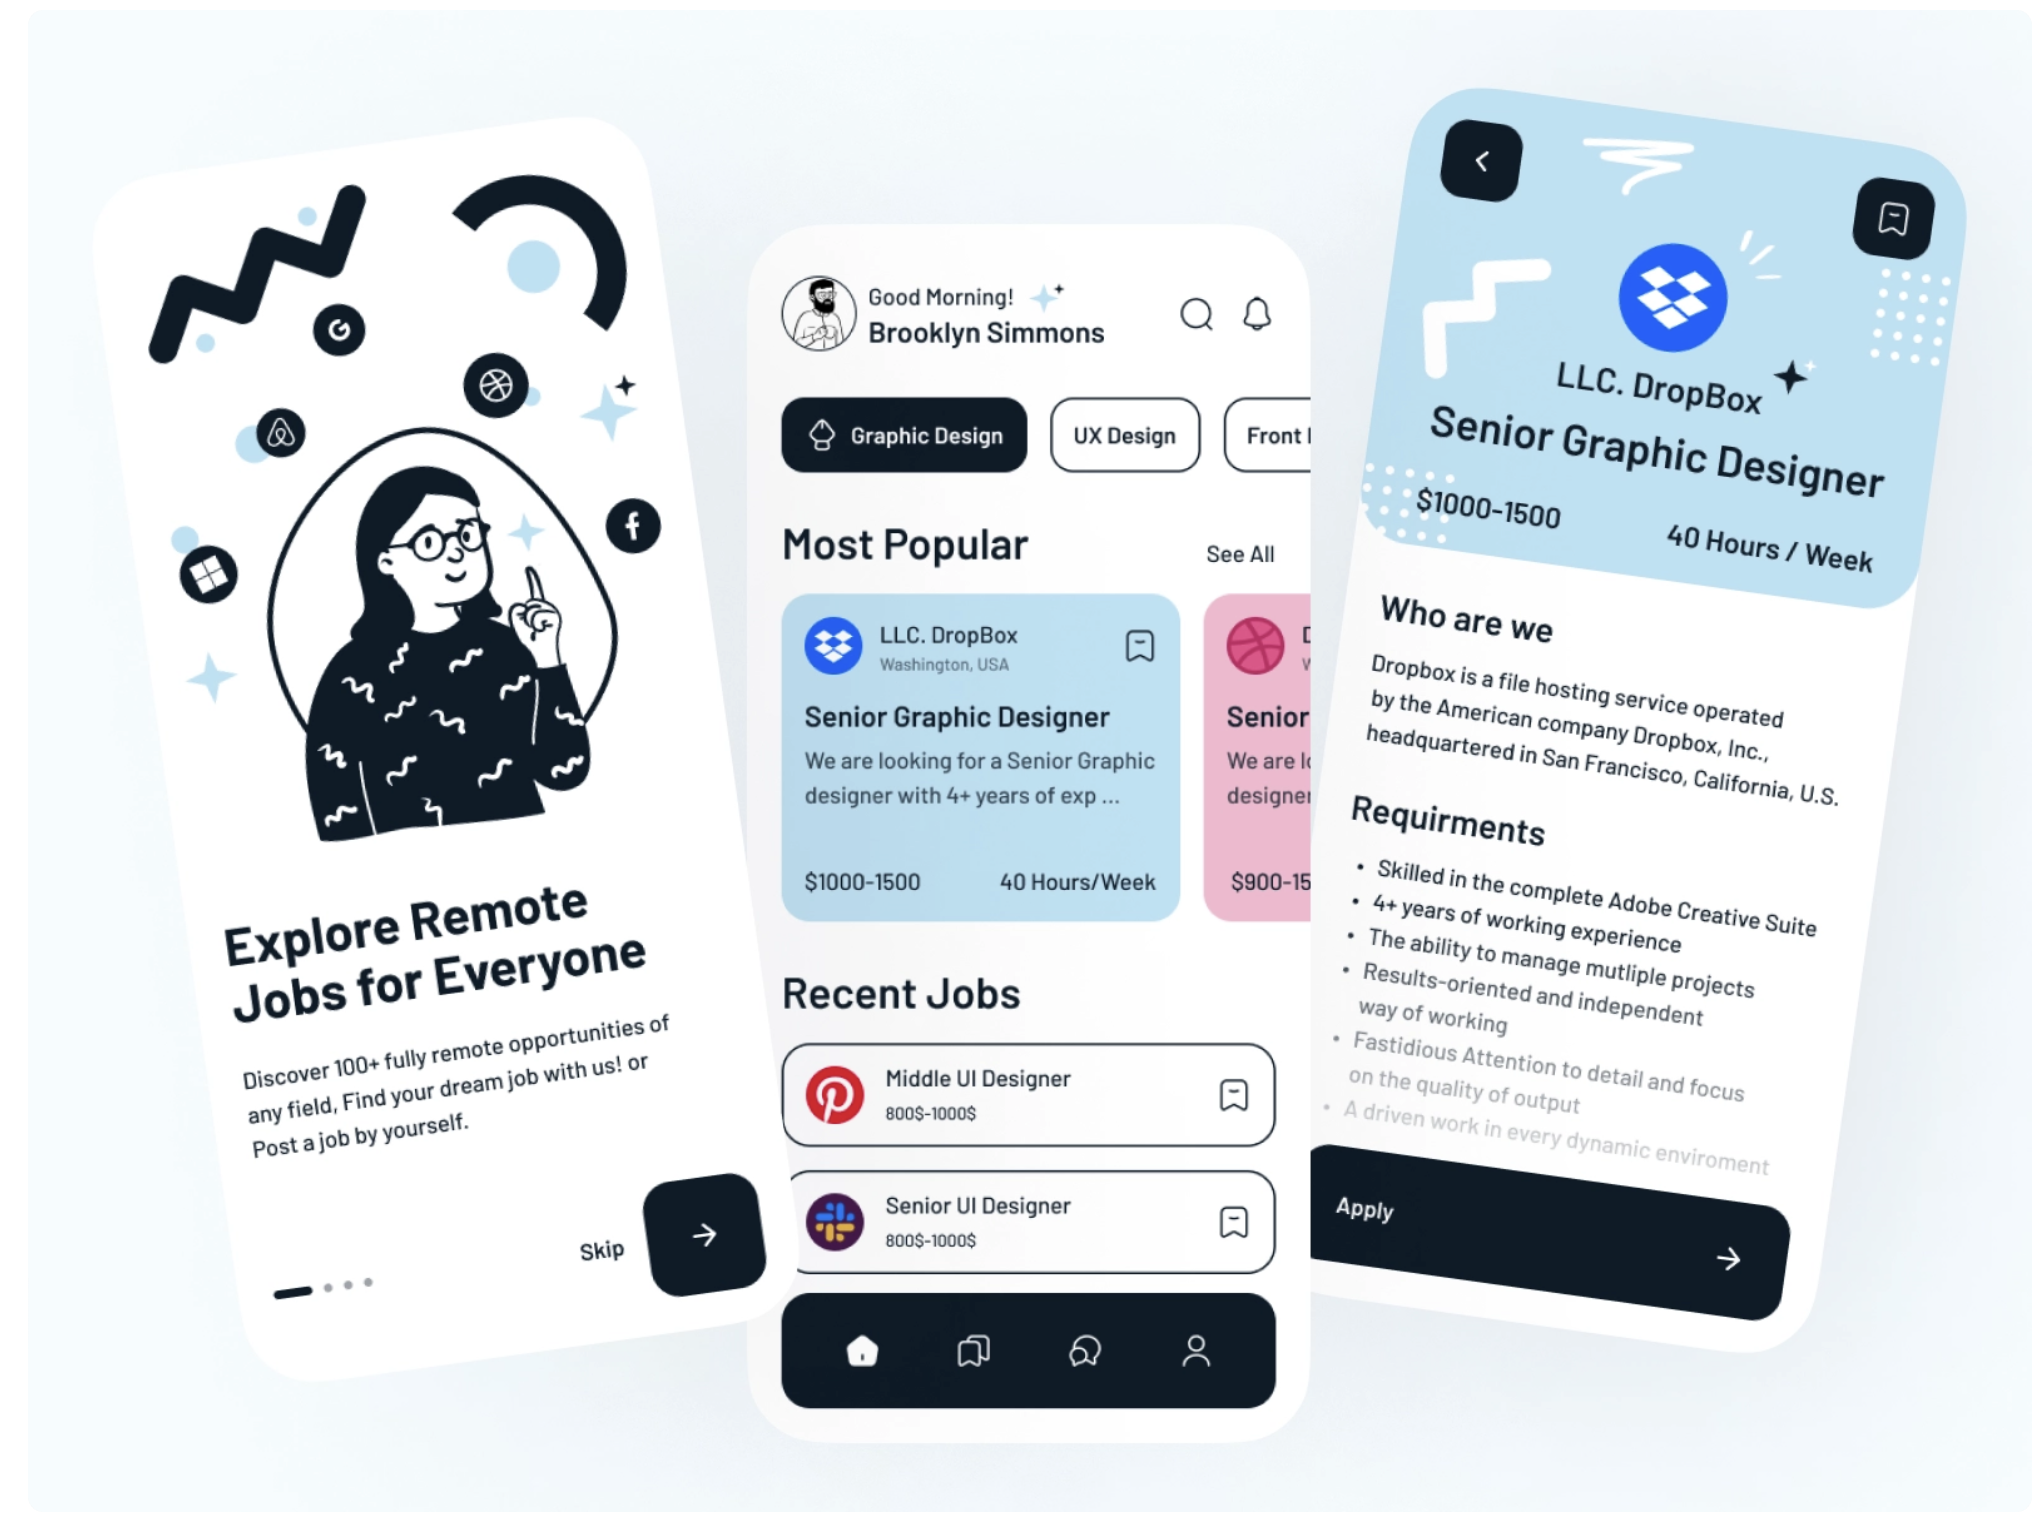 Explore Remote
Jobs for Everyone
Discover 100+ fully remote opportunities of
any field, Find your dream job with us! or
Post a job by yourself.
Skip
Good Morning!
Brooklyn Simmons
Graphic Design
UX Design
Front
Most Popular
See All
LLC. DropBox
Washington, USA
Senior Graphic Designer
We are looking for a Senior Graphic
designer with 4+ years of exp ...
$1000-1500
40 Hours/Week
Senior
We are
designer
$900-15
Recent Jobs
Middle UI Designer
800$-1000$
Senior UI Designer
800$-1000$
LLC. DropBox
Senior Graphic Designer
$1000-1500
40 Hours / Week
Who are we
Dropbox is a file hosting service operated
by the American company Dropbox, Inc.,
headquartered in San Francisco, California, U.S.
Requirments
• Skilled in the complete Adobe Creative Suite
• 4+ years of working experience
• The ability to manage mutliple projects
• Results-oriented and independent
way of working
• Fastidious Attention to detail and focus
on the quality of output
• A driven work in every dynamic enviroment
Apply